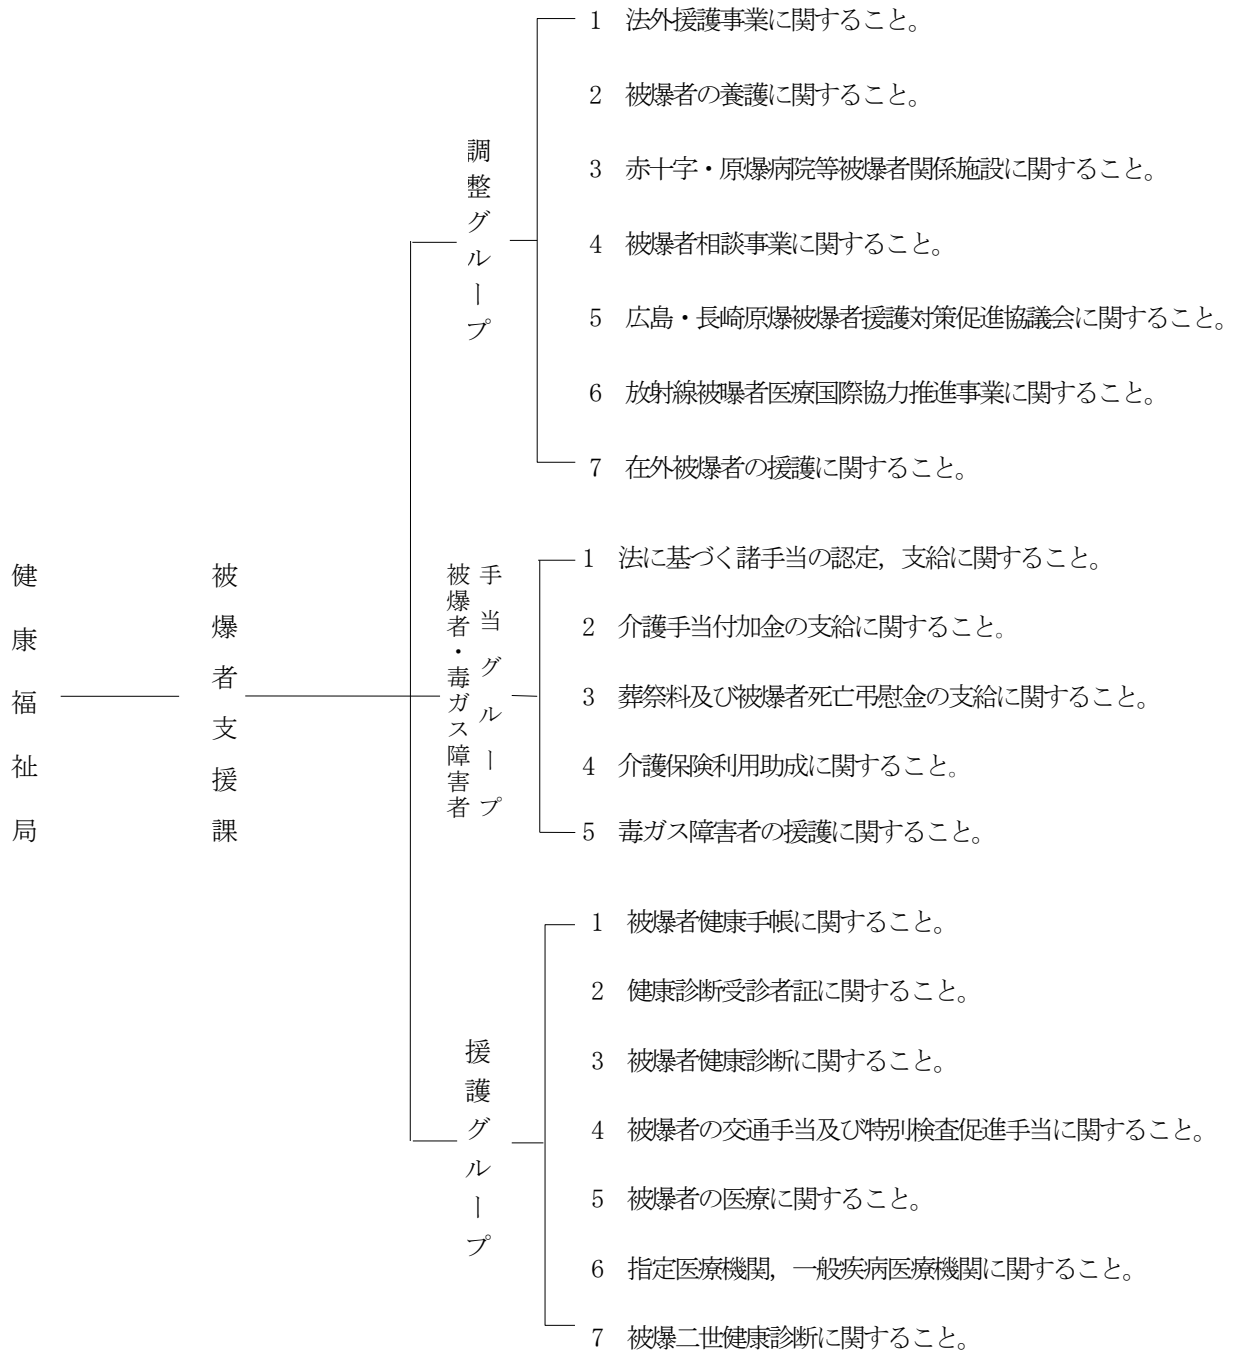 健康福祉局
被爆者支援課
調整グループ
1 法外援護事業に関すること。
2 被爆者の養護に関すること。
3 赤十字・原爆病院等被爆者関係施設に関すること。
4 被爆者相談事業に関すること。
5 広島・長崎原爆被爆者援護対策促進協議会に関すること。
6 放射線被曝者医療国際協力推進事業に関すること。
7 在外被爆者の援護に関すること。
被爆者・毒ガス障害者
手当グループ
1 法に基づく諸手当の認定，支給に関すること。
2 介護手当付加金の支給に関すること。
3 葬祭料及び被爆者死亡弔慰金の支給に関すること。
4 介護保険利用助成に関すること。
5 毒ガス障害者の援護に関すること。
援護グループ
1 被爆者健康手帳に関すること。
2 健康診断受診者証に関すること。
3 被爆者健康診断に関すること。
4 被爆者の交通手当及び特別検査促進手当に関すること。
5 被爆者の医療に関すること。
6 指定医療機関，一般疾病医療機関に関すること。
7 被爆二世健康診断に関すること。